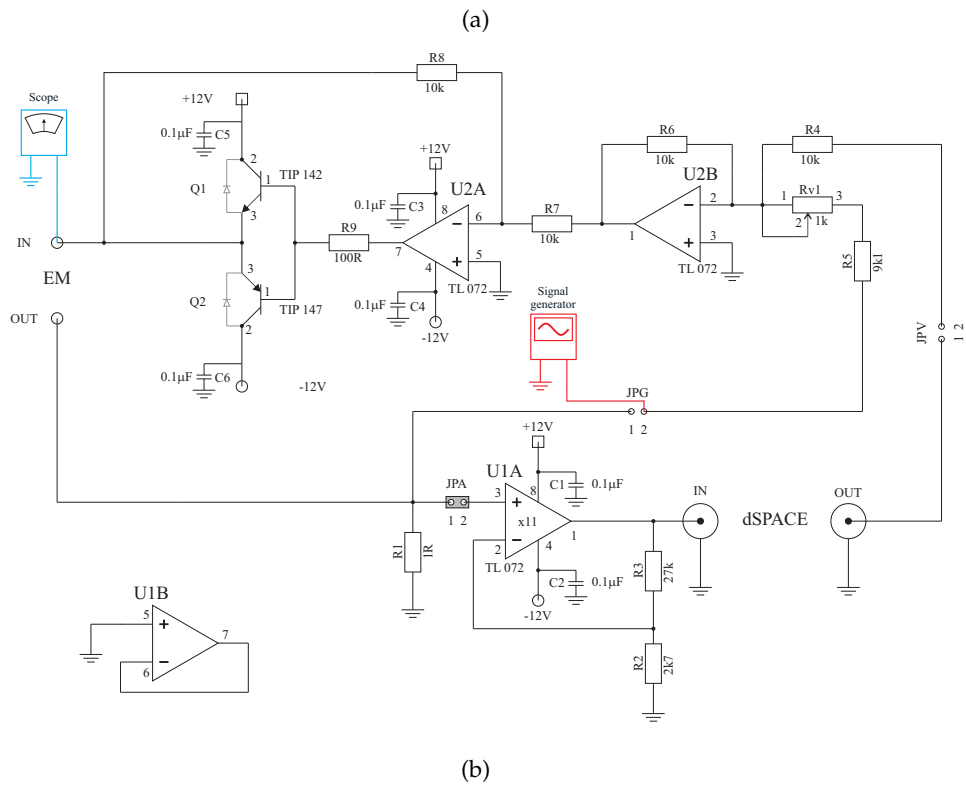 (a)
R8
10k
Scope
+12V
0.1µF
C5
2
TIP 142
1
Q1
3
+12V
U2A
0.1µF
C3
8
6
R9
100R
7
5
4
TL 072
0.1µF
C4
-12V
R7
10k
R6
10k
U2B
2
1
3
TL 072
R4
10k
Rv1
1
3
1k
2
R5
9k1
IN
EM
OUT
3
Q2
1
TIP 147
2
0.1µF
C6
-12V
Signal
generator
JPG
1 2
JPV
1 2
+12V
U1A
C1
0.1µF
JPA
1 2
3
8
x11
2
1
4
TL 072
C2
0.1µF
-12V
R1
1R
IN
dSPACE
OUT
R3
27k
R2
2k7
U1B
5
7
6
(b)